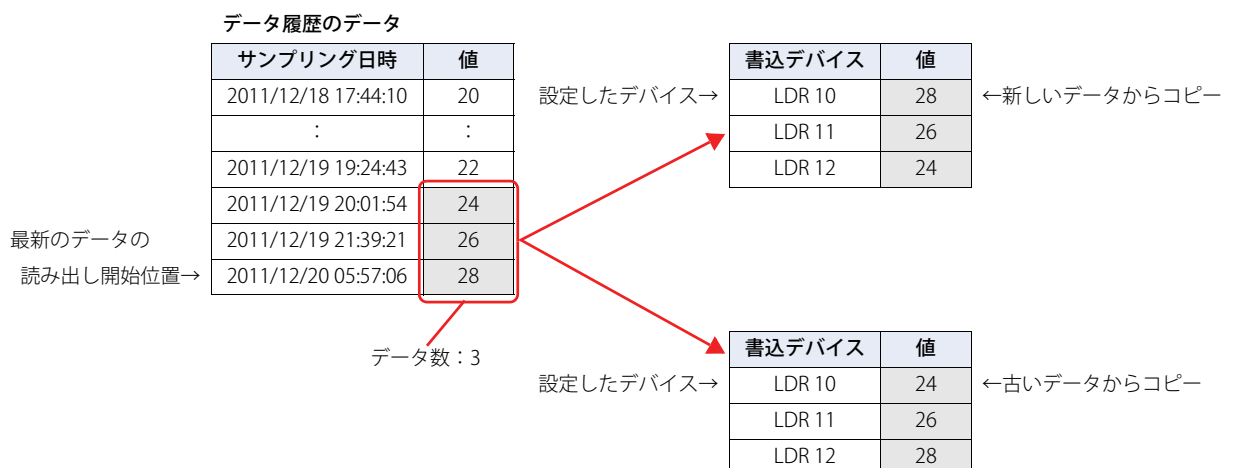 データ履歴のデータ
サンプリング日時 値
2011/12/18 17:44:10 20
: :
2011/12/19 19:24:43 22
2011/12/19 20:01:54 24
2011/12/19 21:39:21 26
2011/12/20 05:57:06 28
最新のデータの
読み出し開始位置→
データ数：3
書込デバイス 値
設定したデバイス→ LDR 10 28 ←新しいデータからコピー
LDR 11 26
LDR 12 24
書込デバイス 値
設定したデバイス→ LDR 10 24 ←古いデータからコピー
LDR 11 26
LDR 12 28